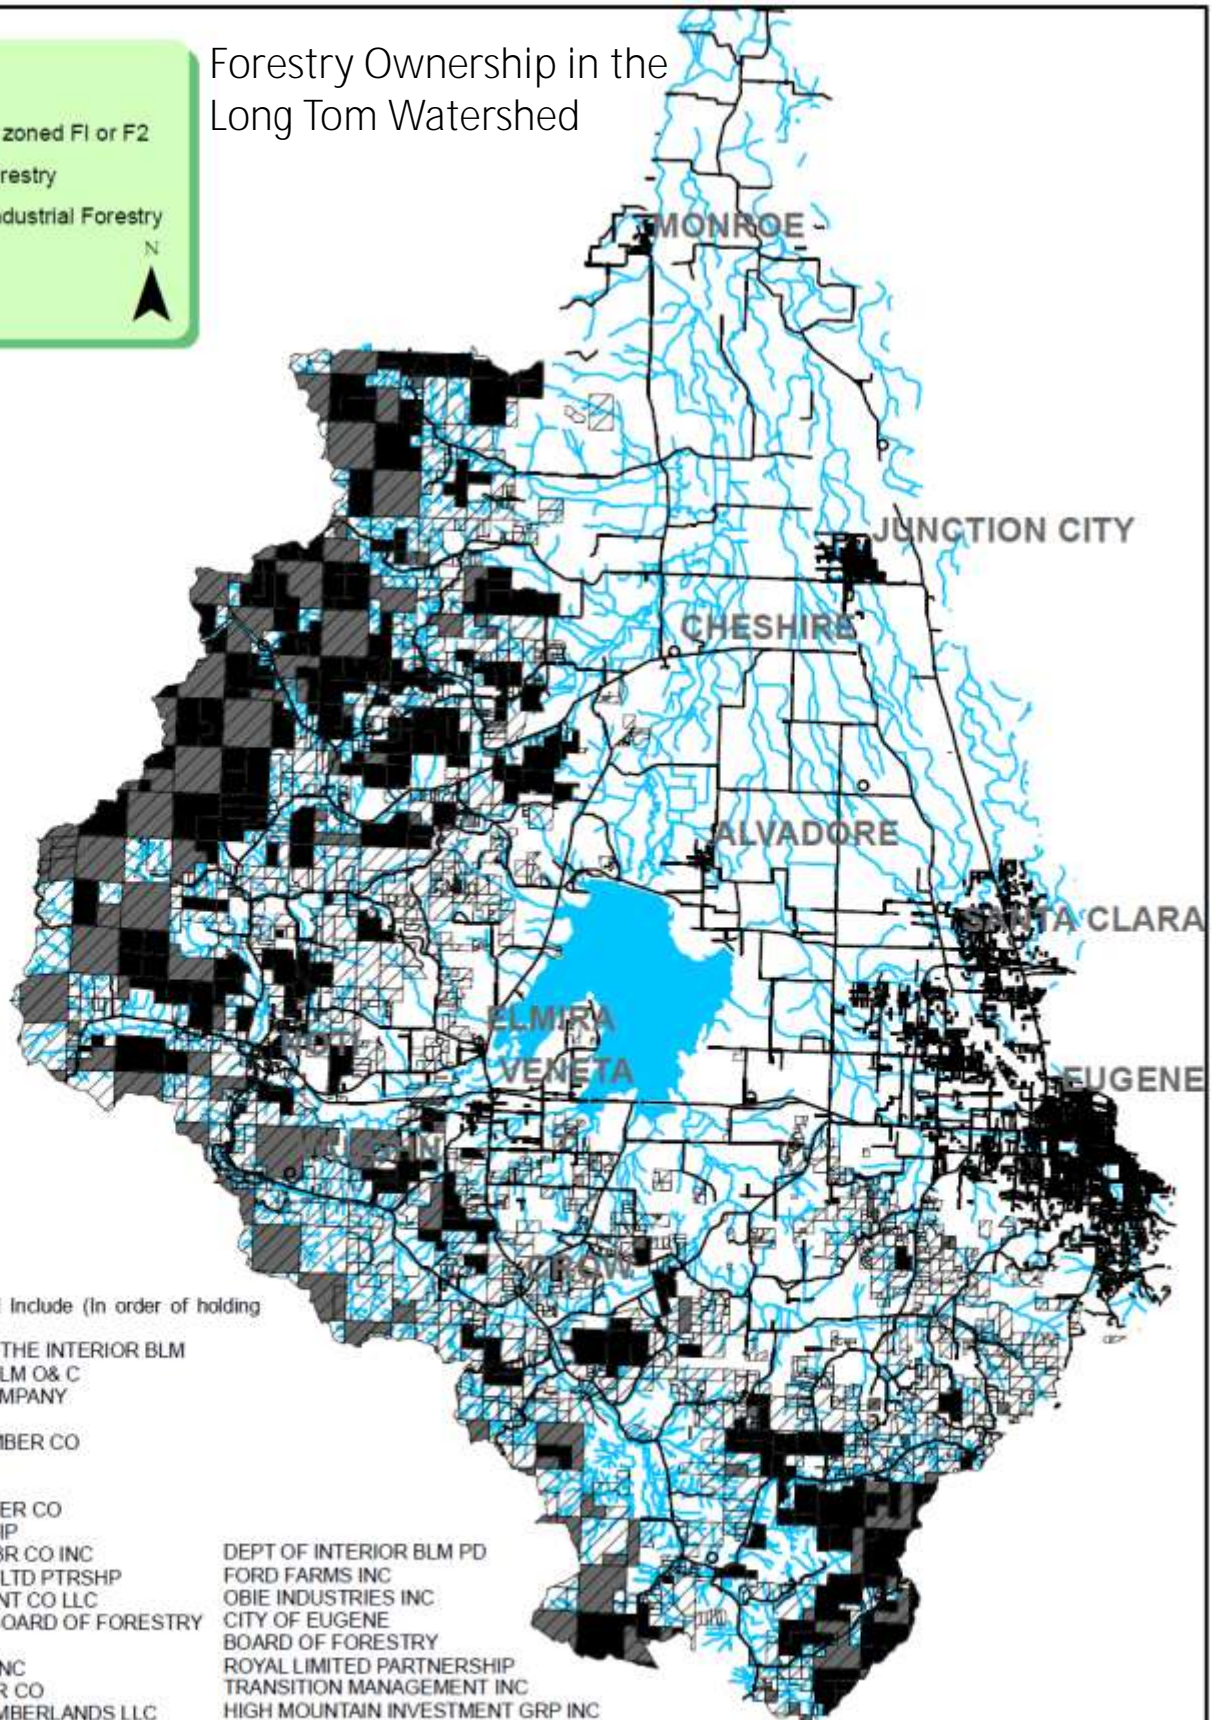 Forestry Ownership in the
Long Tom Watershed
zoned FI or F2
restry
ndustrial Forestry
N
MONROE
JUNCTION CITY
CHESHIRE
ALVADORE
SANTA CLARA
ELMIRA
VENETA
EUGENE
CROW
Include (In order of holding
THE INTERIOR BLM
LM O& C
MPANY
MBER CO
ER CO
IP
BR CO INC
LTD PTRSHP
NT CO LLC
OARD OF FORESTRY
NC
R CO
MBERLANDS LLC
DEPT OF INTERIOR BLM PD
FORD FARMS INC
OBIE INDUSTRIES INC
CITY OF EUGENE
BOARD OF FORESTRY
ROYAL LIMITED PARTNERSHIP
TRANSITION MANAGEMENT INC
HIGH MOUNTAIN INVESTMENT GRP INC